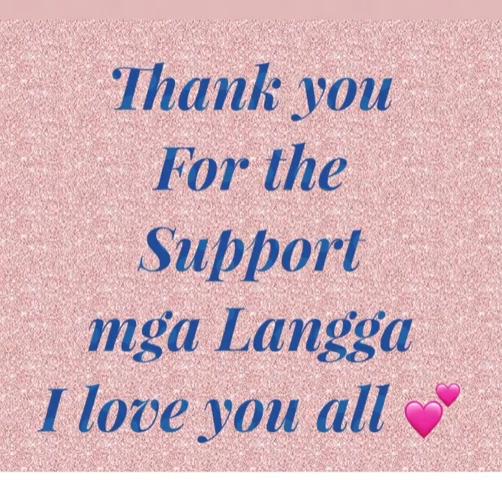 Thank you
For the
Support
mga Langga
I love you all 💕